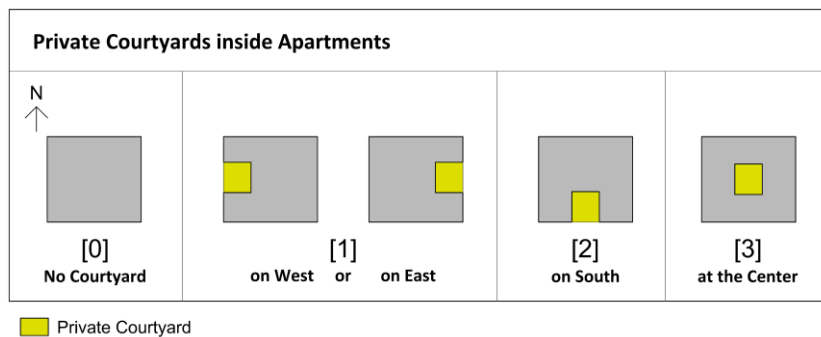 Private Courtyards inside Apartments
N
[0]
No Courtyard
[1]
on West or on East
[2]
on South
[3]
at the Center
Private Courtyard